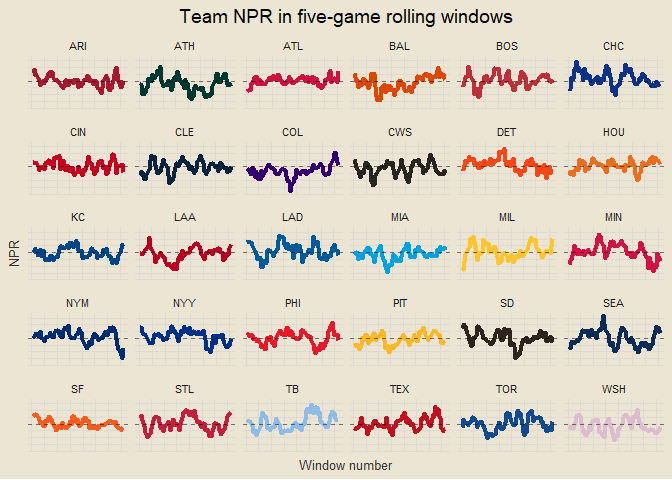 Team NPR in five-game rolling windows
ARI ATH ATL BAL BOS CHC
CIN CLE COL CWS DET HOU
KC LAA LAD MIA MIL MIN
NPR
NYM NYY PHI PIT SD SEA
SF STL TB TEX TOR WSH
Window number